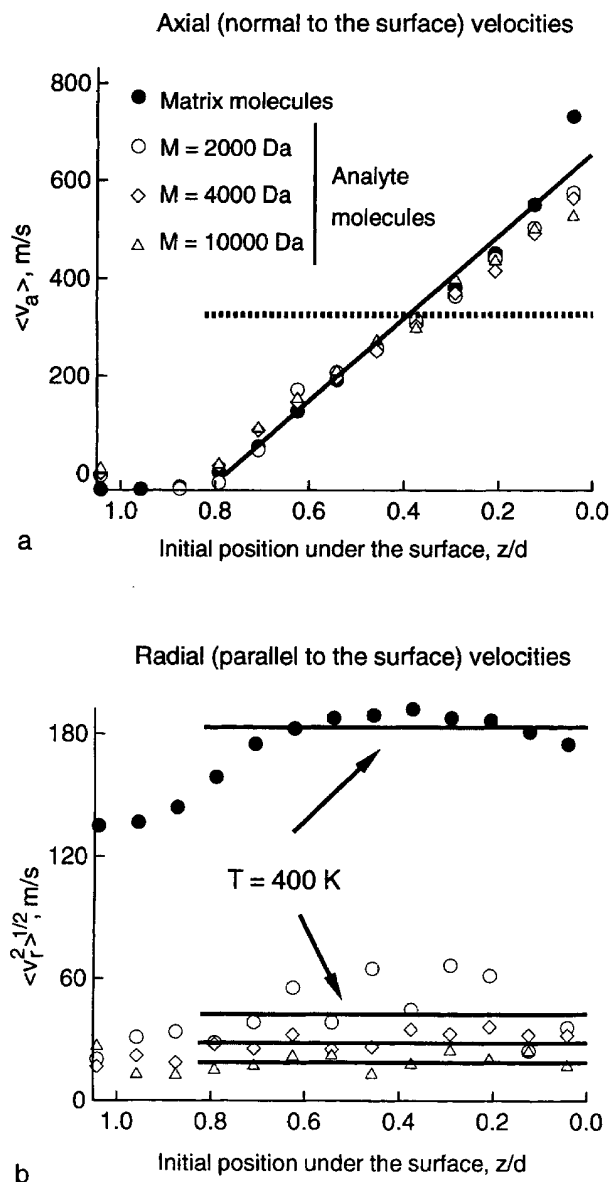 Axial (normal to the surface) velocities
800
600
400
200
0
<v_a>, m/s
Matrix molecules
M = 2000 Da
M = 4000 Da
M = 10000 Da
Analyte
molecules
1.0 0.8 0.6 0.4 0.2 0.0
a
Initial position under the surface, z/d
Radial (parallel to the surface) velocities
180
120
60
0
<v_r^2>^1/2, m/s
T = 400 K
1.0 0.8 0.6 0.4 0.2 0.0
Initial position under the surface, z/d
b